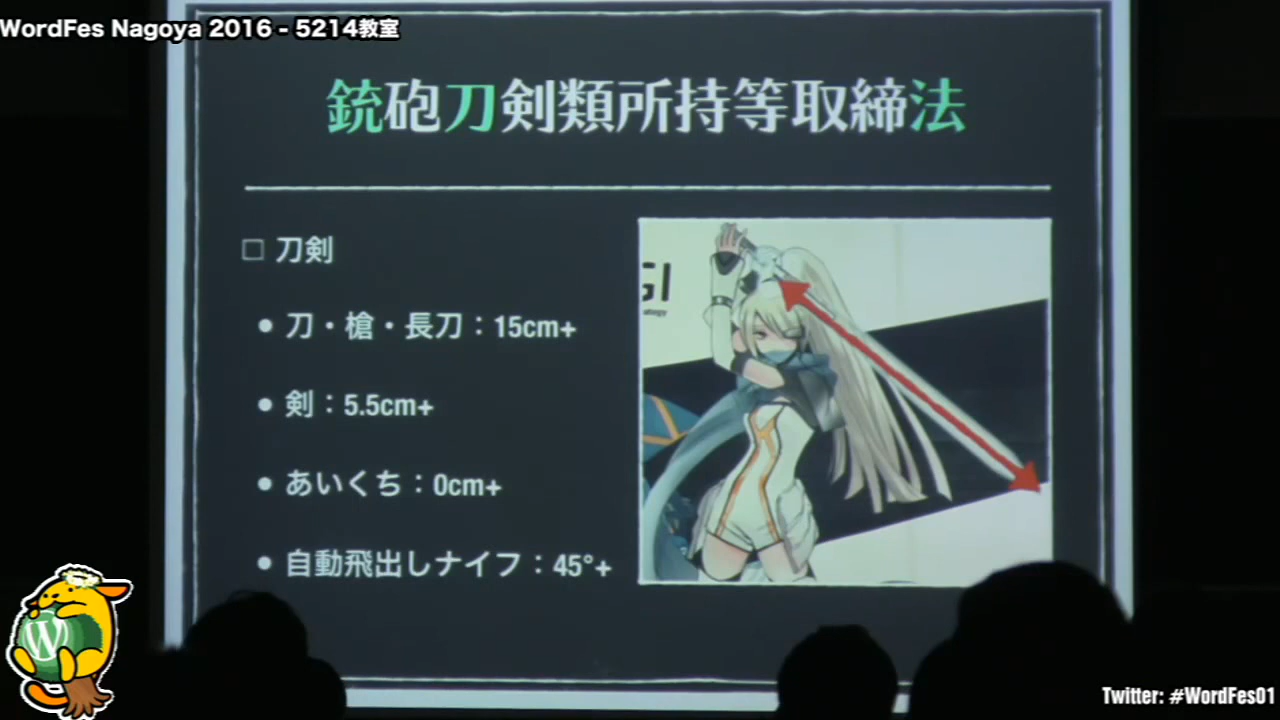 WordFes Nagoya 2016 - 5214教室
銃砲刀剣類所持等取締法
□ 刀剣
• 刀・槍・長刀：15cm+
• 剣：5.5cm+
• あいくち：0cm+
• 自動飛出しナイフ：45°+
GI
W
Twitter: #WordFes01